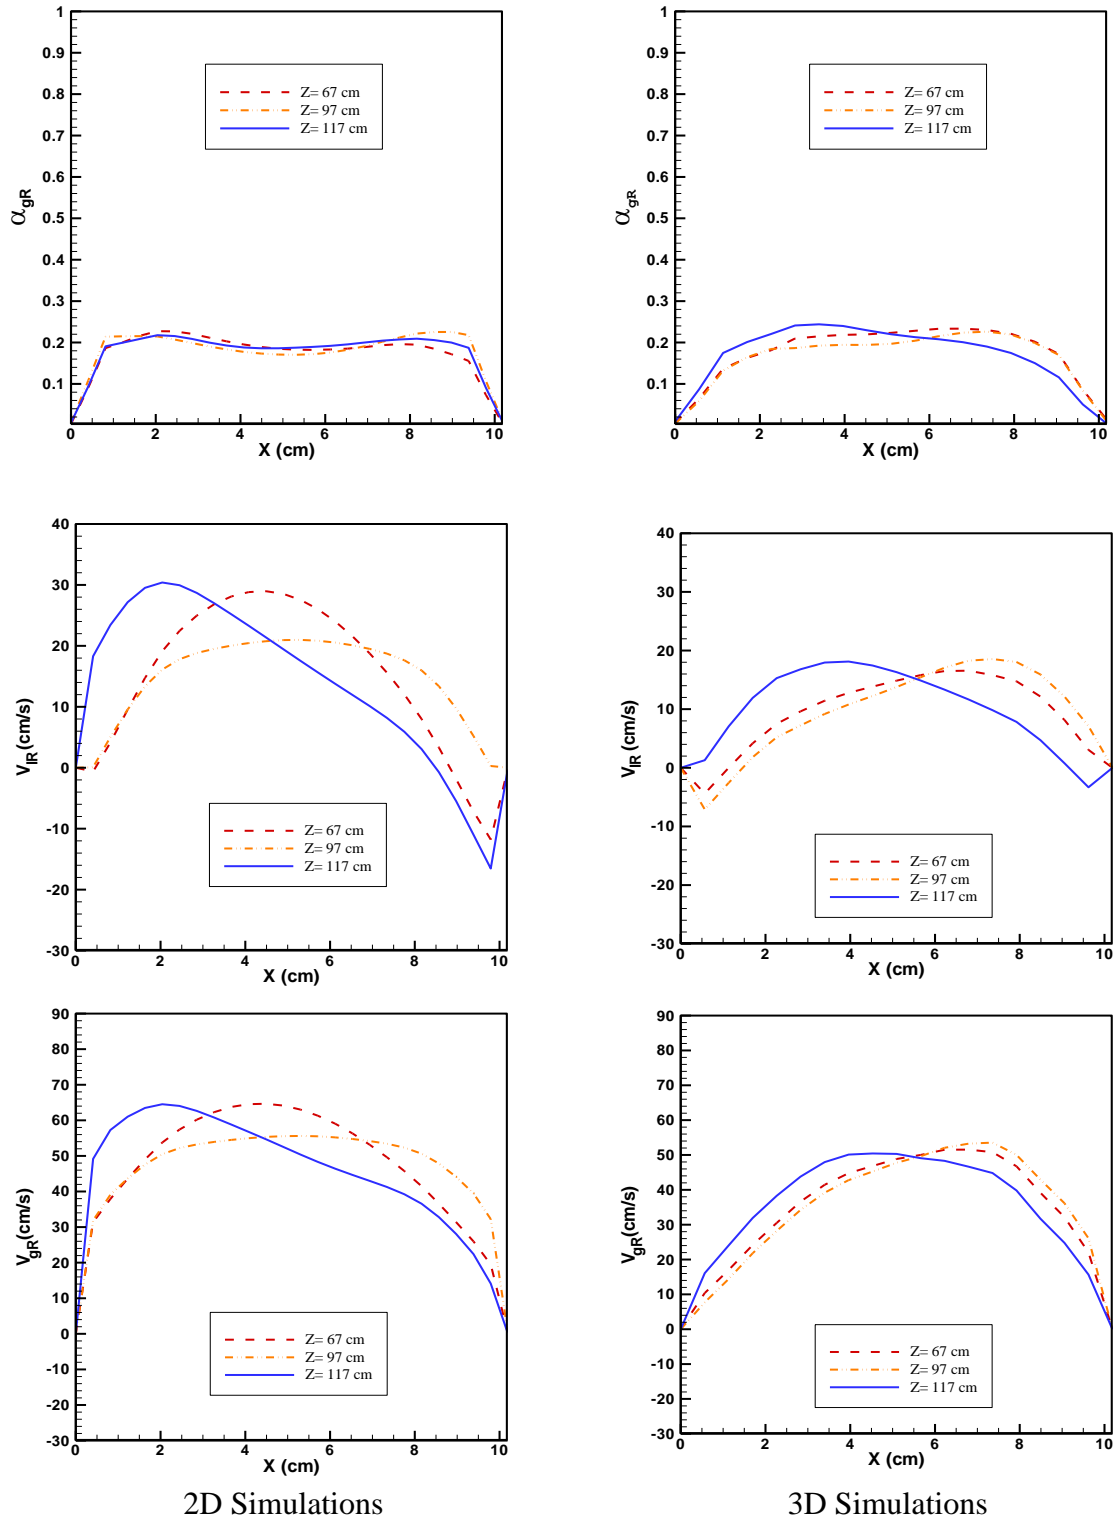 1
0.9
0.8
0.7
0.6
0.5
0.4
0.3
0.2
0.1
0 2 4 6 8 10
X (cm)
αgR
Z= 67 cm
Z= 97 cm
Z= 117 cm
1
0.9
0.8
0.7
0.6
0.5
0.4
0.3
0.2
0.1
0 2 4 6 8 10
X (cm)
αgR
Z= 67 cm
Z= 97 cm
Z= 117 cm
40
30
20
10
0
-10
-20
-30
0 2 4 6 8 10
X (cm)
VlR (cm/s)
Z= 67 cm
Z= 97 cm
Z= 117 cm
40
30
20
10
0
-10
-20
-30
0 2 4 6 8 10
X (cm)
VlR (cm/s)
Z= 67 cm
Z= 97 cm
Z= 117 cm
90
80
70
60
50
40
30
20
10
0
-10
-20
-30
0 2 4 6 8 10
X (cm)
VgR(cm/s)
Z= 67 cm
Z= 97 cm
Z= 117 cm
90
80
70
60
50
40
30
20
10
0
-10
-20
-30
0 2 4 6 8 10
X (cm)
VgR(cm/s)
Z= 67 cm
Z= 97 cm
Z= 117 cm
2D Simulations
3D Simulations